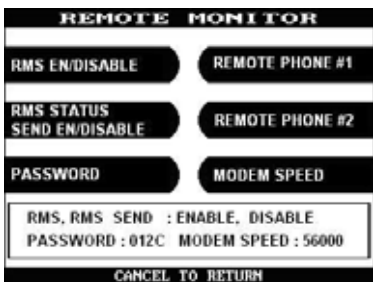 REMOTE MONITOR
RMS EN/DISABLE
REMOTE PHONE #1
RMS STATUS
SEND EN/DISABLE
REMOTE PHONE #2
PASSWORD
MODEM SPEED
RMS, RMS SEND : ENABLE, DISABLE
PASSWORD : 012C MODEM SPEED : 56000
CANCEL TO RETURN